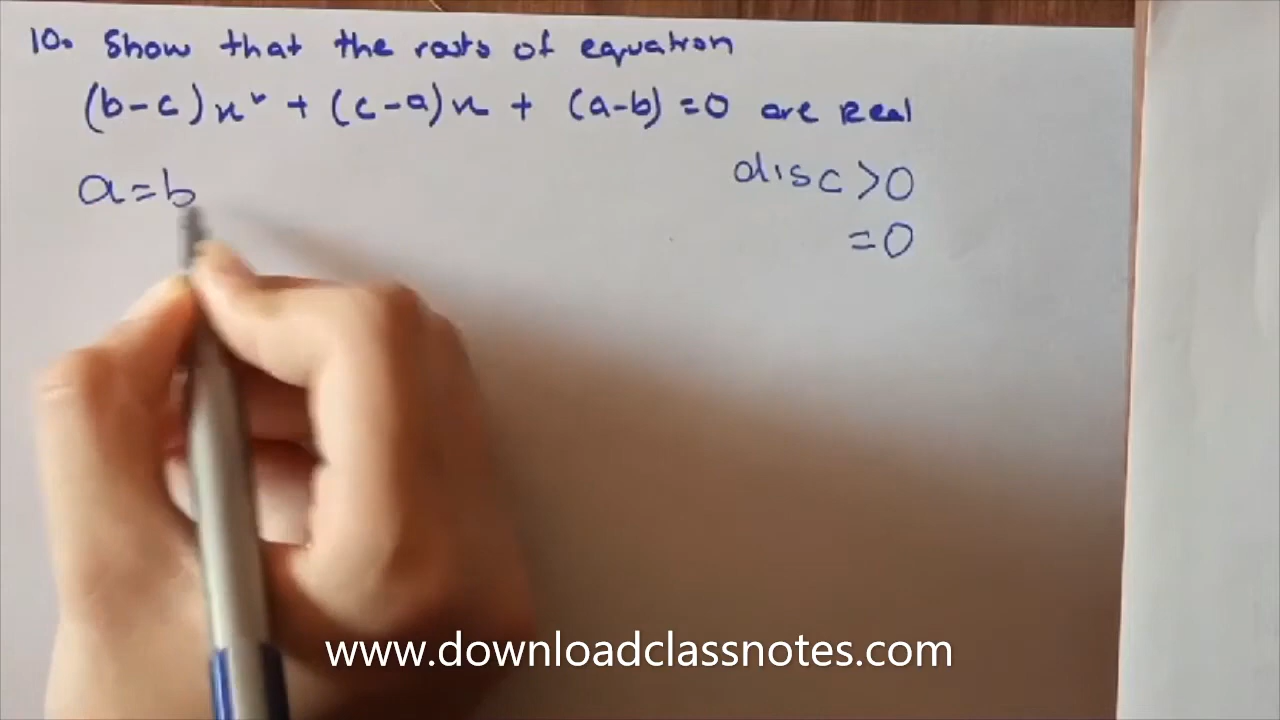 10. Show that the roots of equation
(b-c)x² + (c-a)x + (a-b) =0 are Real
disc >0
=0
a=b
www.downloadclassnotes.com